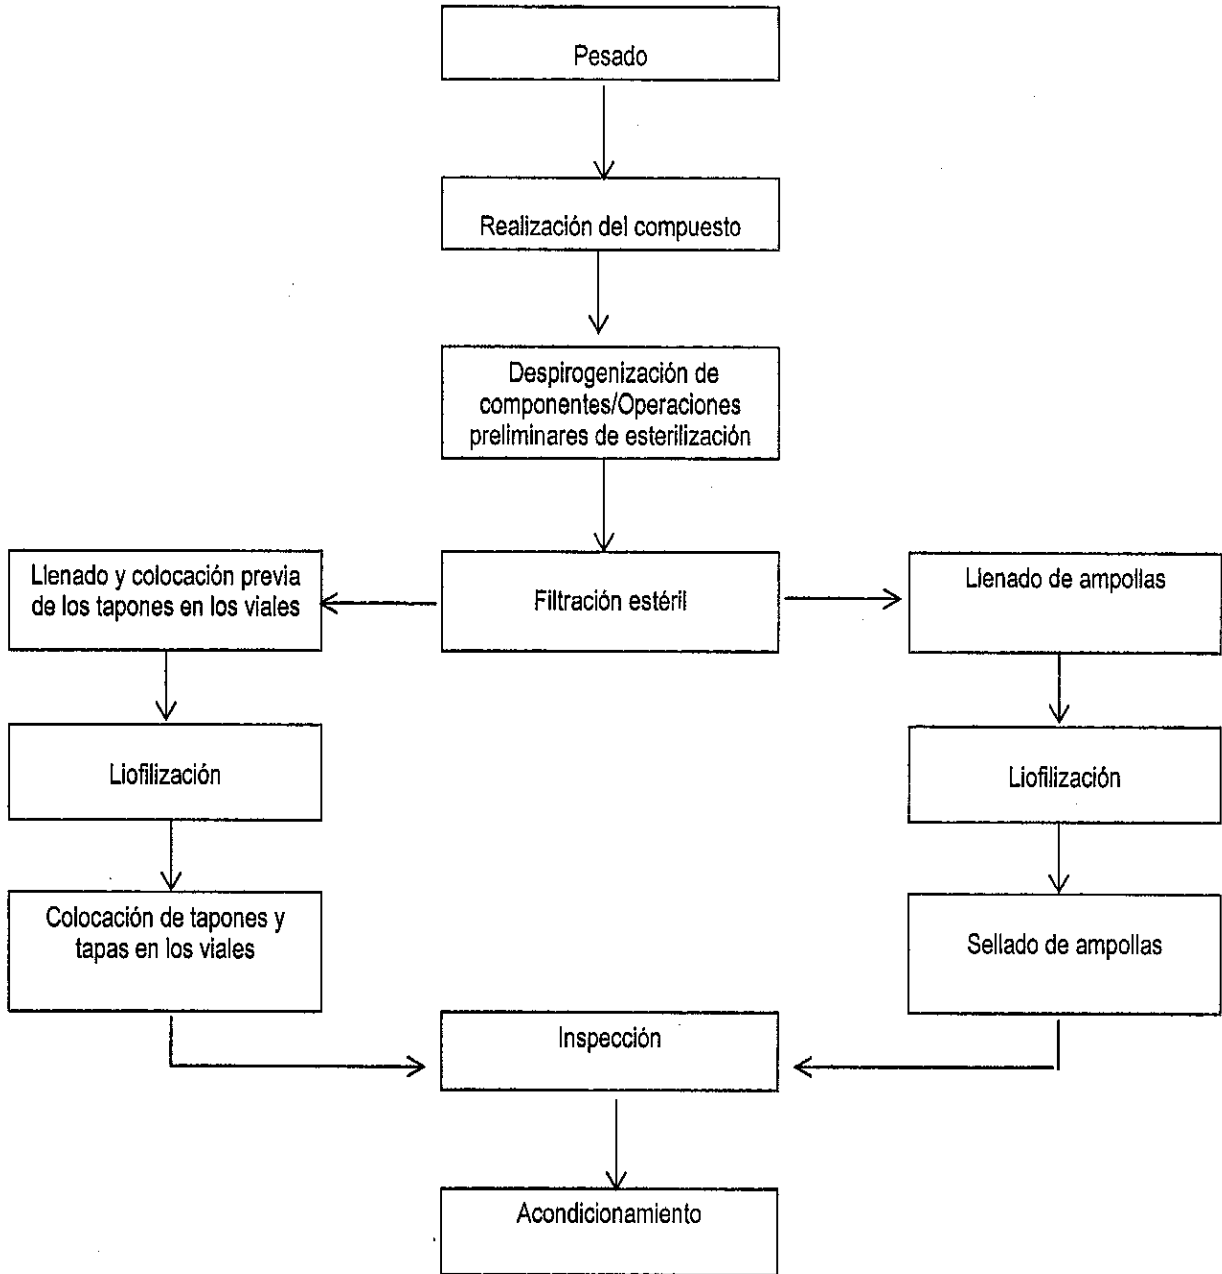 Pesado
Realización del compuesto
Despirogenización de
componentes/Operaciones
preliminares de esterilización
Llenado y colocación previa
de los tapones en los viales
Filtración estéril
Llenado de ampollas
Liofilización
Liofilización
Colocación de tapones y
tapas en los viales
Sellado de ampollas
Inspección
Acondicionamiento